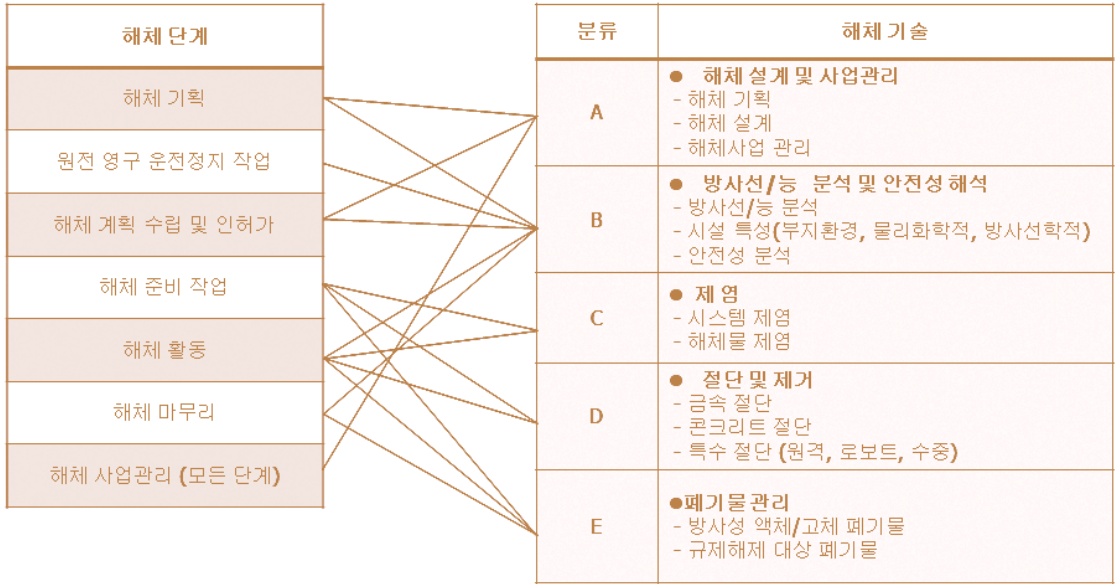 해체 단계
해체 기획
원전 영구 운전정지 작업
해체 계획 수립 및 인허가
해체 준비 작업
해체 활동
해체 마무리
해체 사업관리 (모든 단계)
분류
해체 기술
A
● 해체 설계 및 사업관리
- 해체 기획
- 해체 설계
- 해체사업 관리
B
● 방사선/능 분석 및 안전성 해석
- 방사선/능 분석
- 시설 특성(부지환경, 물리화학적, 방사선학적)
- 안전성 분석
C
● 제 염
- 시스템 제염
- 해체물 제염
D
● 절단 및 제거
- 금속 절단
- 콘크리트 절단
- 특수 절단 (원격, 로보트, 수중)
E
●폐기물관리
- 방사성 액체/고체 폐기물
- 규제해제 대상 폐기물